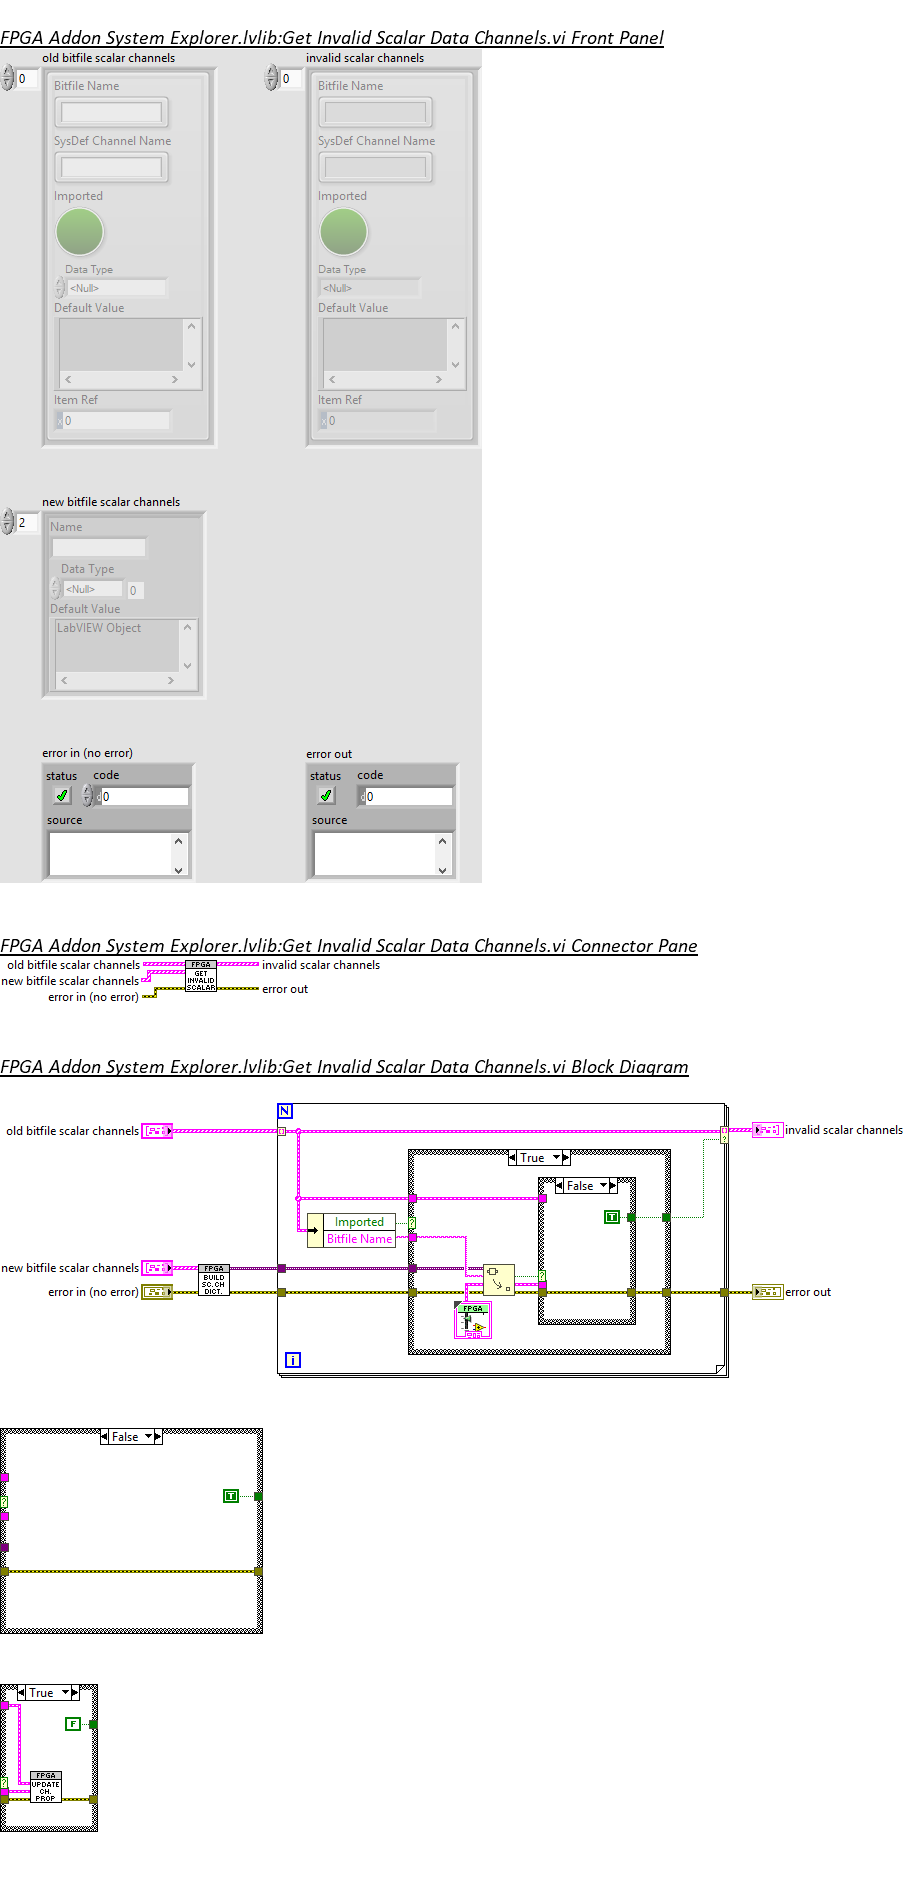 FPGA Addon System Explorer.lvlib:Get Invalid Scalar Data Channels.vi Front Panel
old bitfile scalar channels
invalid scalar channels
0
0
Bitfile Name
Bitfile Name
SysDef Channel Name
SysDef Channel Name
Imported
Imported
Data Type
Data Type
<Null>
<Null>
Default Value
Default Value
Item Ref
Item Ref
x 0
x 0
new bitfile scalar channels
2
Name
Data Type
<Null>
0
Default Value
LabVIEW Object
error in (no error)
error out
status
code
status
code
d 0
d 0
source
source
FPGA Addon System Explorer.lvlib:Get Invalid Scalar Data Channels.vi Connector Pane
old bitfile scalar channels
FPGA
invalid scalar channels
new bitfile scalar channels
GET
INVALID
SCALAR
error in (no error)
error out
FPGA Addon System Explorer.lvlib:Get Invalid Scalar Data Channels.vi Block Diagram
N
old bitfile scalar channels
invalid scalar channels
True
False
T
Imported
?
Bitfile Name
new bitfile scalar channels
FPGA
BUILD
SC. CH
DICT.
error in (no error)
error out
?
FPGA
i
False
T
?
True
F
FPGA
UPDATE
CH.
PROP
?